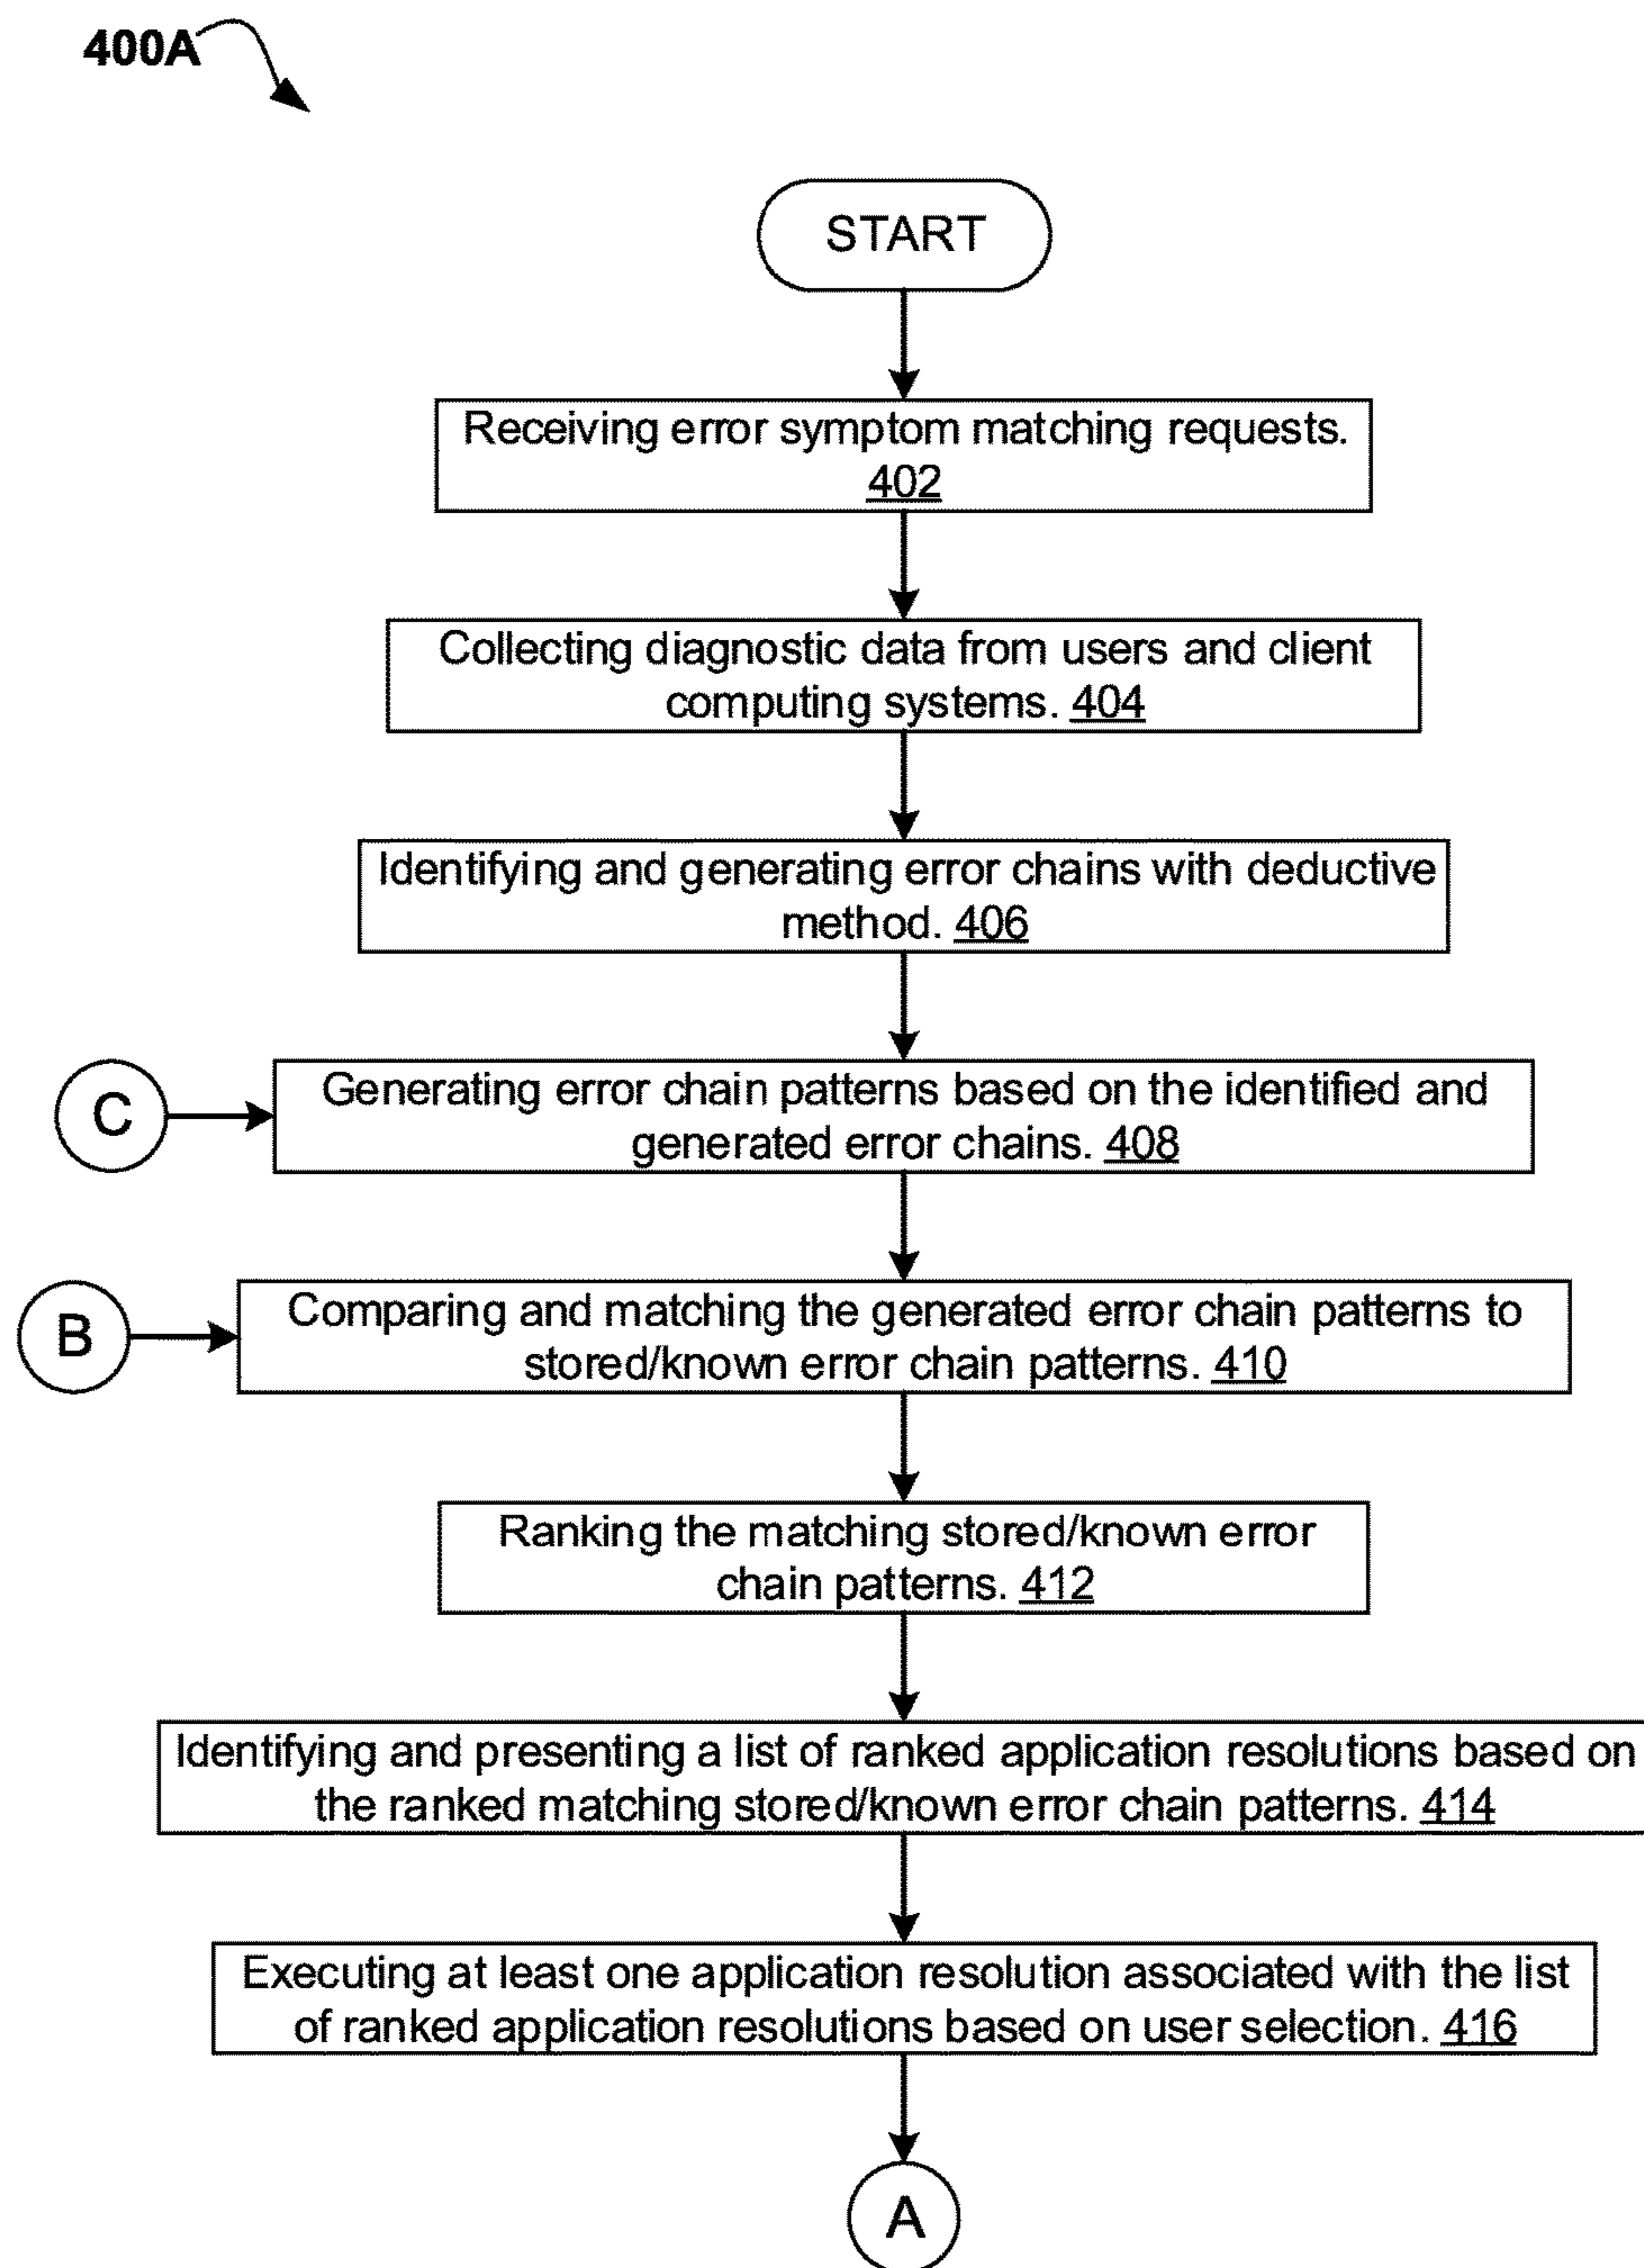 400A
START
Receiving error symptom matching requests.
402
Collecting diagnostic data from users and client
computing systems. 404
Identifying and generating error chains with deductive
method. 406
C
Generating error chain patterns based on the identified and
generated error chains. 408
B
Comparing and matching the generated error chain patterns to
stored/known error chain patterns. 410
Ranking the matching stored/known error
chain patterns. 412
Identifying and presenting a list of ranked application resolutions based on
the ranked matching stored/known error chain patterns. 414
Executing at least one application resolution associated with the list
of ranked application resolutions based on user selection. 416
A